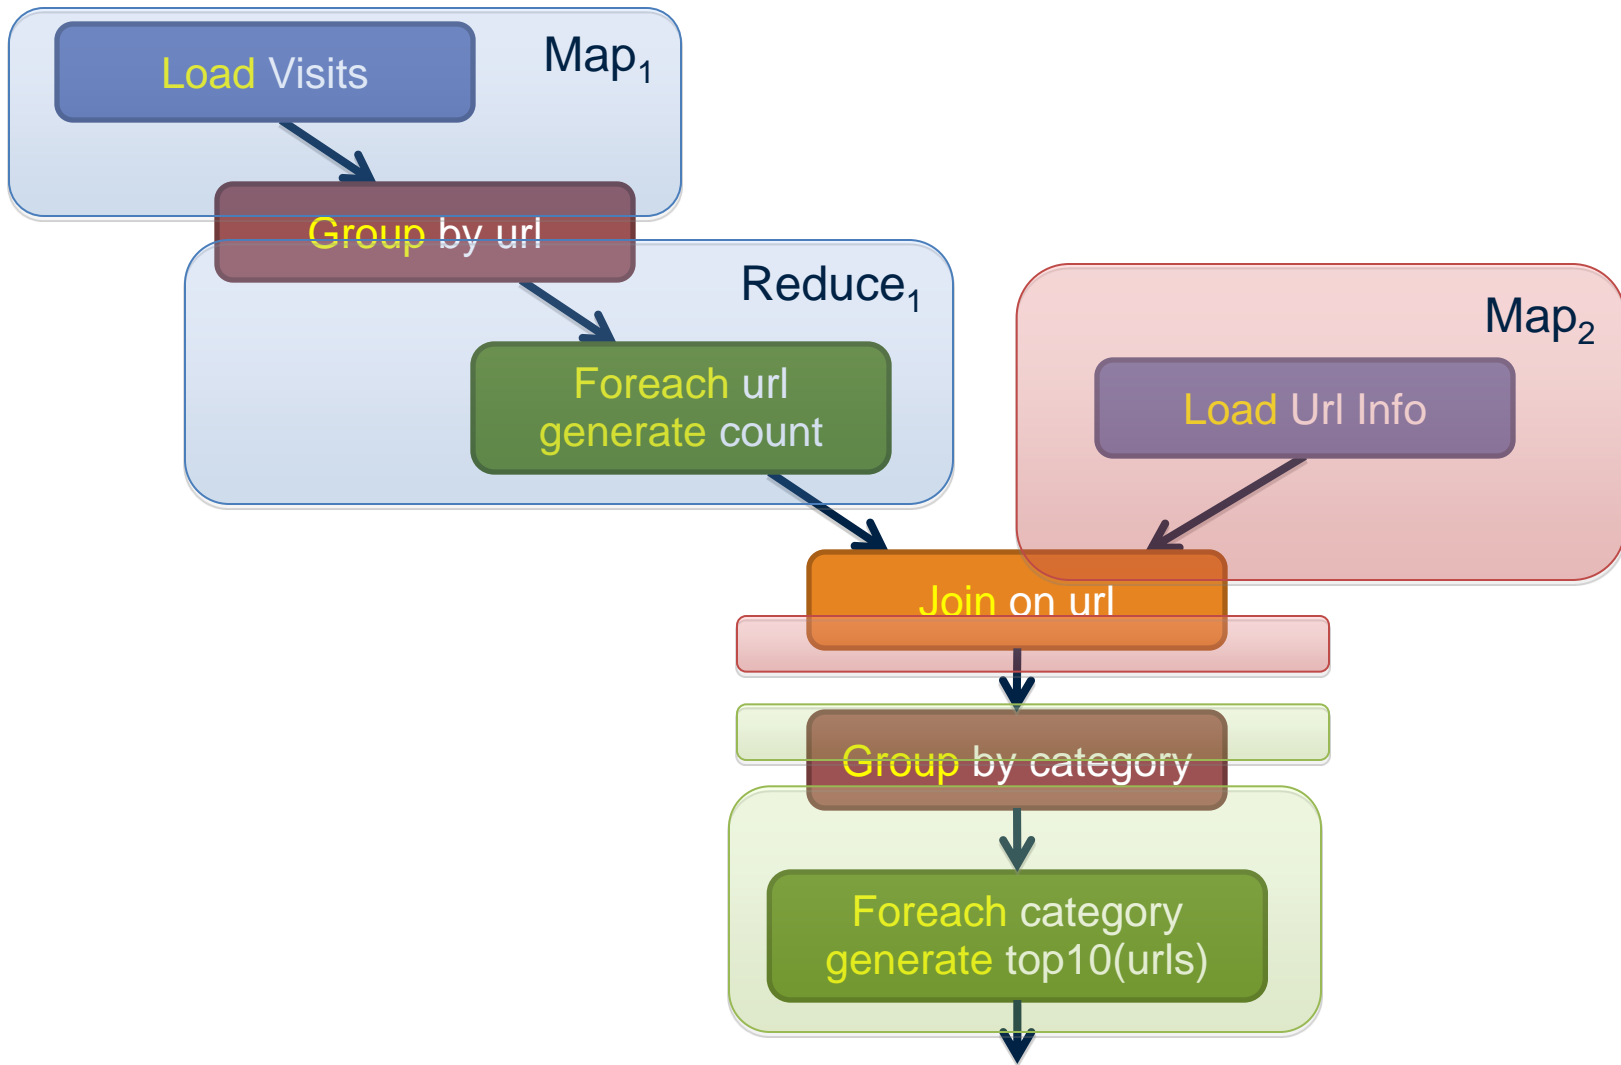 Load Visits
Map₁
Group by url
Reduce₁
Foreach url
generate count
Map₂
Load Url Info
Join on url
Group by category
Foreach category
generate top10(urls)